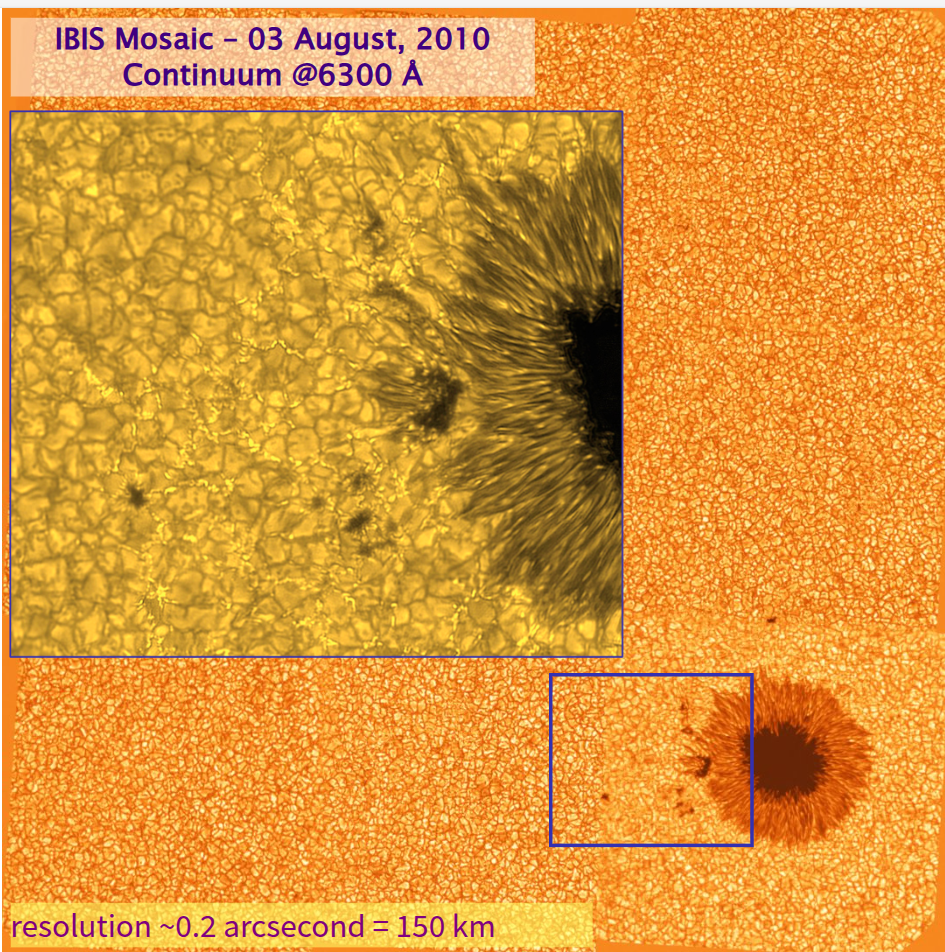 IBIS Mosaic – 03 August, 2010
Continuum @6300 Å
resolution ~0.2 arcsecond = 150 km